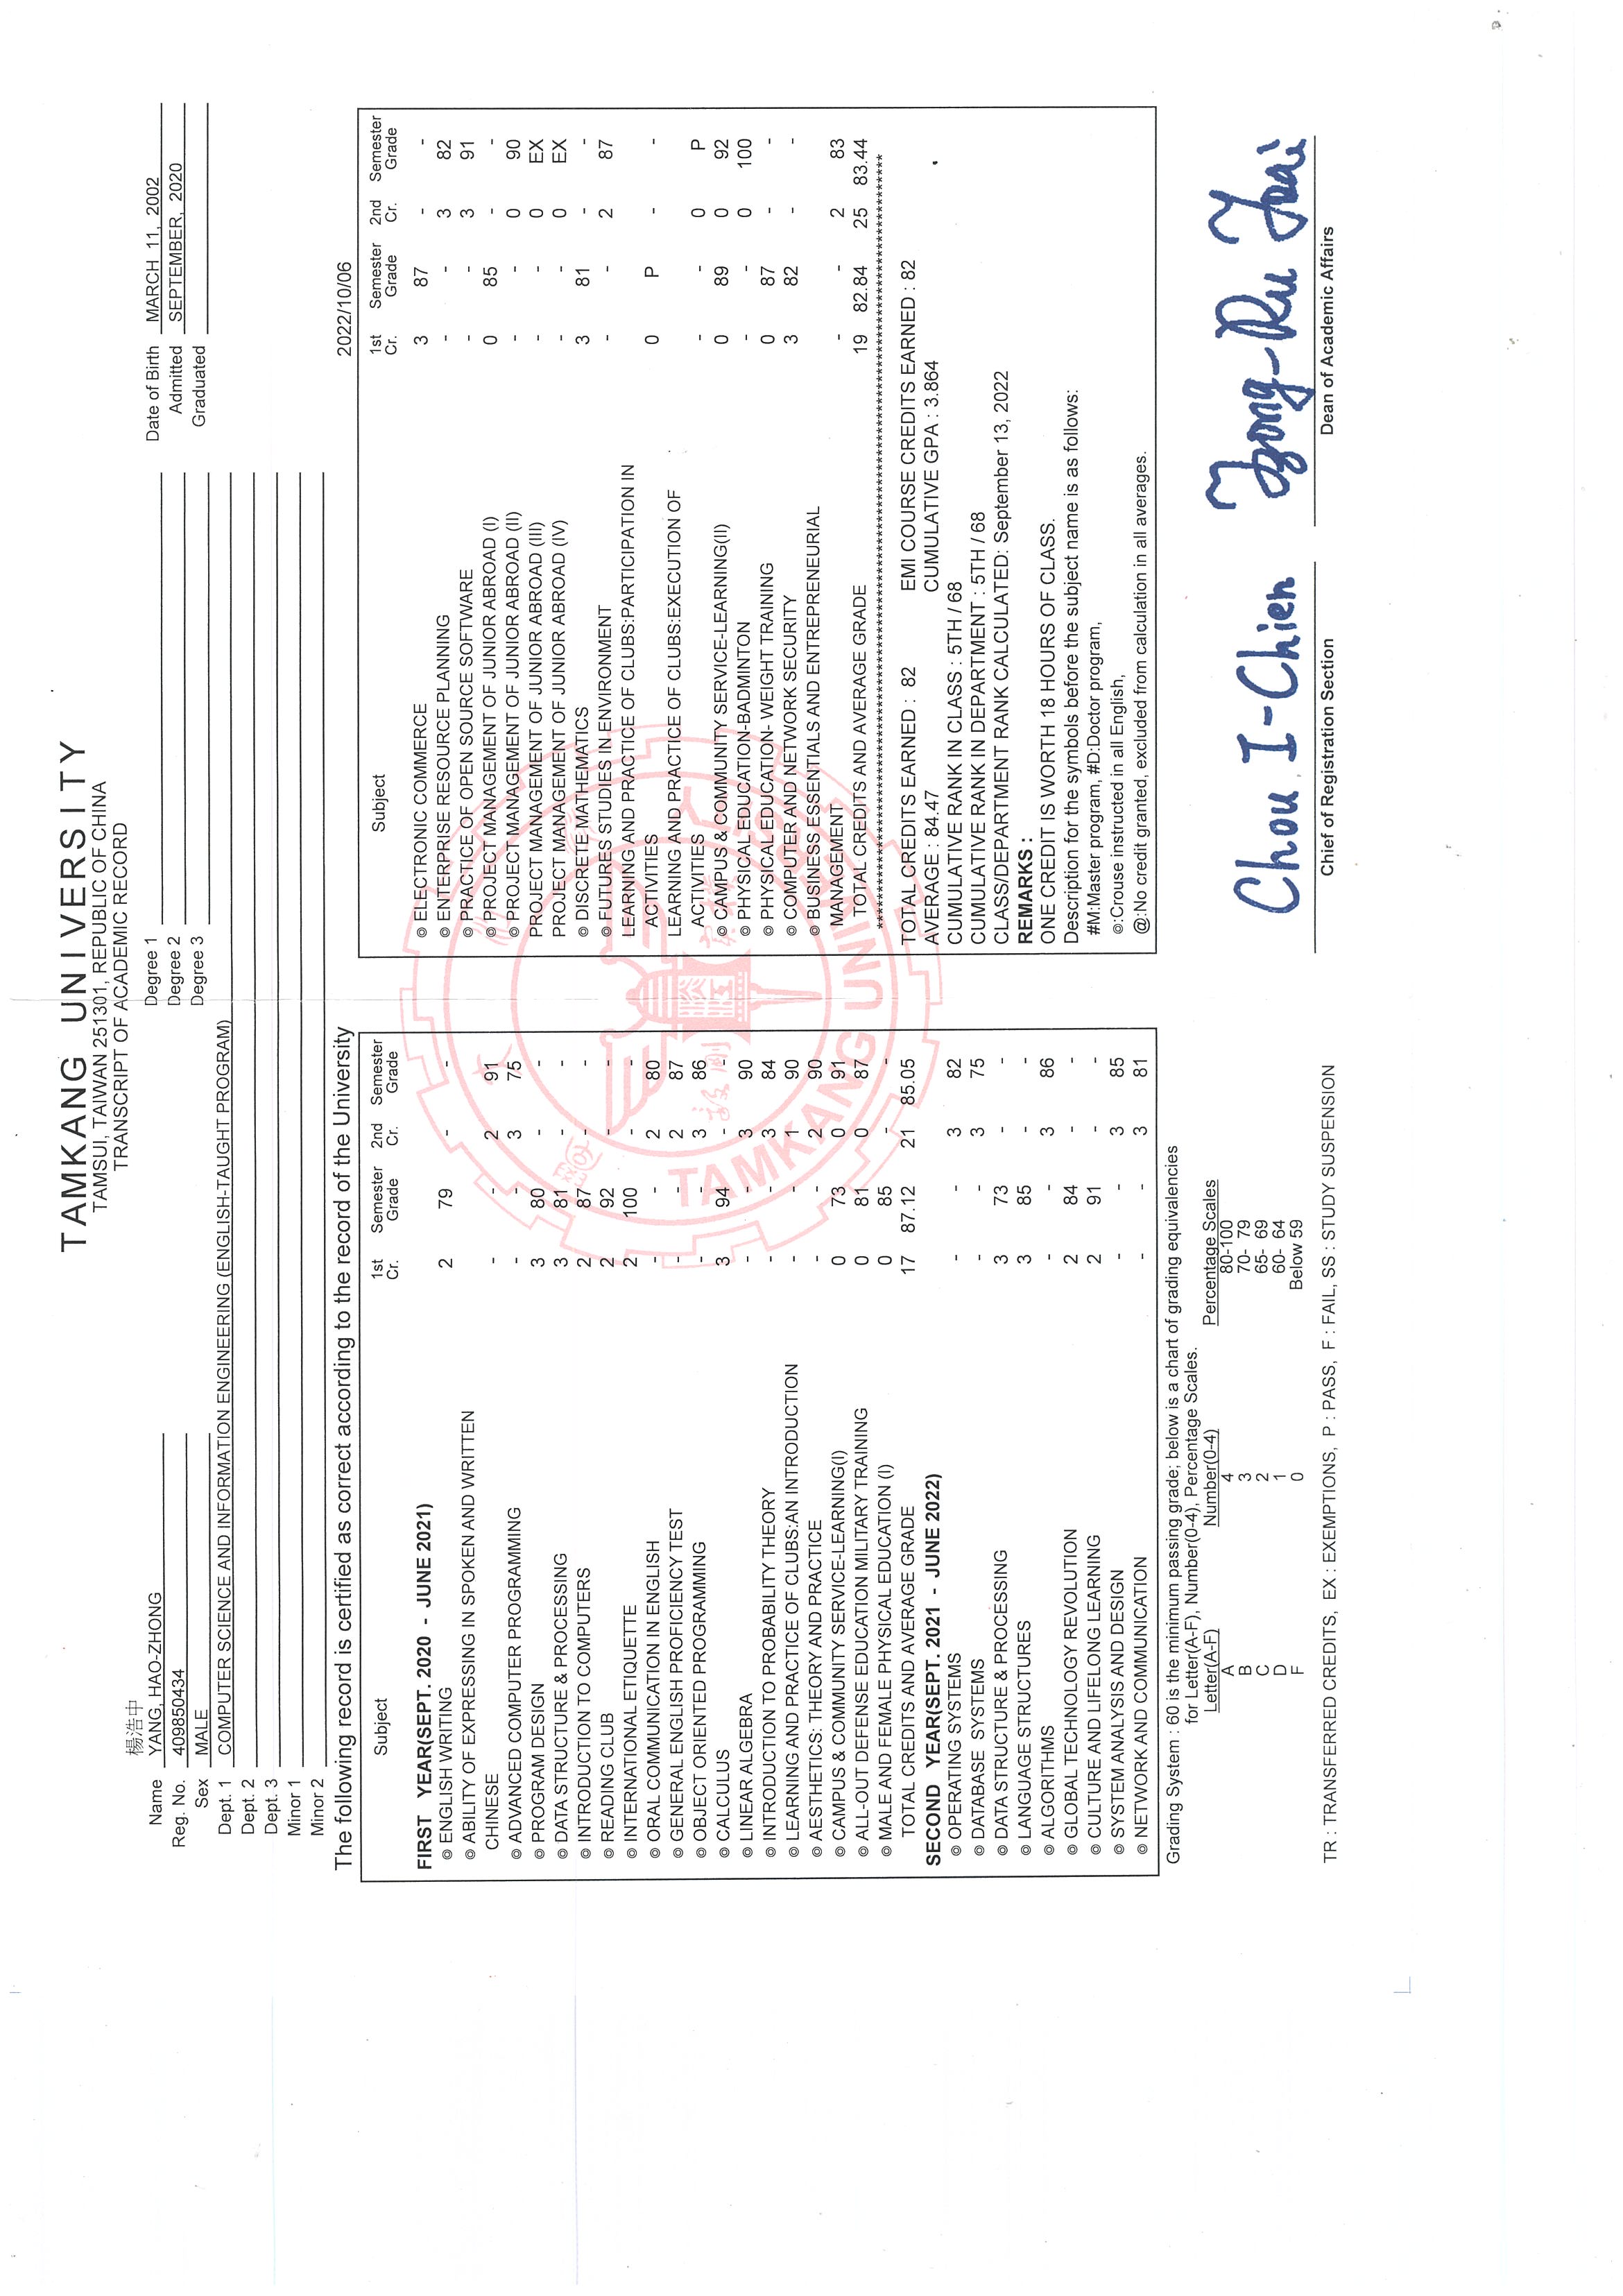 TAMKANG UNIVERSITY
TAMSUI, TAIWAN 251301, REPUBLIC OF CHINA
TRANSCRIPT OF ACADEMIC RECORD
楊浩中
Name YANG, HAO-ZHONG
Reg. No. 409850434
Sex MALE
Dept. 1 COMPUTER SCIENCE AND INFORMATION ENGINEERING (ENGLISH-TAUGHT PROGRAM)
Dept. 2
Dept. 3
Minor 1
Minor 2
Degree 1
Degree 2
Degree 3
Date of Birth MARCH 11, 2002
Admitted SEPTEMBER, 2020
Graduated
The following record is certified as correct according to the record of the University
2022/10/06
Subject 1st Semester 2nd Semester
Cr. Grade Cr. Grade
FIRST YEAR(SEPT. 2020 - JUNE 2021)
◎ ENGLISH WRITING 2 79 - -
◎ ABILITY OF EXPRESSING IN SPOKEN AND WRITTEN
CHINESE - - 2 91
◎ ADVANCED COMPUTER PROGRAMMING - - 3 75
◎ PROGRAM DESIGN 3 80 - -
◎ DATA STRUCTURE & PROCESSING 3 81 - -
◎ INTRODUCTION TO COMPUTERS 2 87 - -
◎ READING CLUB 2 92 - -
◎ INTERNATIONAL ETIQUETTE 2 100 - -
◎ ORAL COMMUNICATION IN ENGLISH - - 2 80
◎ GENERAL ENGLISH PROFICIENCY TEST - - 2 87
◎ OBJECT ORIENTED PROGRAMMING - - 3 86
◎ CALCULUS 3 94 - -
◎ LINEAR ALGEBRA - - 3 90
◎ INTRODUCTION TO PROBABILITY THEORY - - 3 84
◎ LEARNING AND PRACTICE OF CLUBS:AN INTRODUCTION - - 1 90
◎ AESTHETICS: THEORY AND PRACTICE - - 2 90
◎ CAMPUS & COMMUNITY SERVICE-LEARNING(I) 0 73 0 91
◎ ALL-OUT DEFENSE EDUCATION MILITARY TRAINING 0 81 0 87
◎ MALE AND FEMALE PHYSICAL EDUCATION (I) 0 85 - -
TOTAL CREDITS AND AVERAGE GRADE 17 87.12 21 85.05
SECOND YEAR(SEPT. 2021 - JUNE 2022)
◎ OPERATING SYSTEMS - - 3 82
◎ DATABASE SYSTEMS - - 3 75
◎ DATA STRUCTURE & PROCESSING 3 73 - -
◎ LANGUAGE STRUCTURES 3 85 - -
◎ ALGORITHMS - - 3 86
◎ GLOBAL TECHNOLOGY REVOLUTION 2 84 - -
◎ CULTURE AND LIFELONG LEARNING 2 91 - -
◎ SYSTEM ANALYSIS AND DESIGN - - 3 85
◎ NETWORK AND COMMUNICATION - - 3 81
Subject 1st Semester 2nd Semester
Cr. Grade Cr. Grade
◎ ELECTRONIC COMMERCE 3 87 - -
◎ ENTERPRISE RESOURCE PLANNING - - 3 82
◎ PRACTICE OF OPEN SOURCE SOFTWARE - - 3 91
◎ PROJECT MANAGEMENT OF JUNIOR ABROAD (I) 0 85 - -
◎ PROJECT MANAGEMENT OF JUNIOR ABROAD (II) - - 0 90
PROJECT MANAGEMENT OF JUNIOR ABROAD (III) - - 0 EX
PROJECT MANAGEMENT OF JUNIOR ABROAD (IV) - - 0 EX
◎ DISCRETE MATHEMATICS 3 81 - -
◎ FUTURES STUDIES IN ENVIRONMENT - - 2 87
LEARNING AND PRACTICE OF CLUBS:PARTICIPATION IN
ACTIVITIES 0 P - -
LEARNING AND PRACTICE OF CLUBS:EXECUTION OF
ACTIVITIES - - 0 P
◎ CAMPUS & COMMUNITY SERVICE-LEARNING(II) 0 89 0 92
◎ PHYSICAL EDUCATION-BADMINTON - - 0 100
◎ PHYSICAL EDUCATION- WEIGHT TRAINING 0 87 - -
◎ COMPUTER AND NETWORK SECURITY 3 82 - -
◎ BUSINESS ESSENTIALS AND ENTREPRENEURIAL
MANAGEMENT - - 2 83
TOTAL CREDITS AND AVERAGE GRADE 19 82.84 25 83.44
TOTAL CREDITS EARNED : 82 EMI COURSE CREDITS EARNED : 82
AVERAGE : 84.47 CUMULATIVE GPA : 3.864
CUMULATIVE RANK IN CLASS : 5TH / 68
CUMULATIVE RANK IN DEPARTMENT : 5TH / 68
CLASS/DEPARTMENT RANK CALCULATED: September 13, 2022
REMARKS :
ONE CREDIT IS WORTH 18 HOURS OF CLASS.
Description for the symbols before the subject name is as follows:
#M:Master program, #D:Doctor program,
◎:Crouse instructed in all English,
@:No credit granted, excluded from calculation in all averages.
TAMKANG UNIVERSITY
Grading System : 60 is the minimum passing grade; below is a chart of grading equivalencies
for Letter(A-F), Number(0-4), Percentage Scales.
Letter(A-F) Number(0-4) Percentage Scales
A 4 80-100
B 3 70- 79
C 2 65- 69
D 1 60- 64
F 0 Below 59
TR : TRANSFERRED CREDITS, EX : EXEMPTIONS, P : PASS, F : FAIL, SS : STUDY SUSPENSION
Chou I-Chien
Chief of Registration Section
Tzong-Ru Tsai
Dean of Academic Affairs